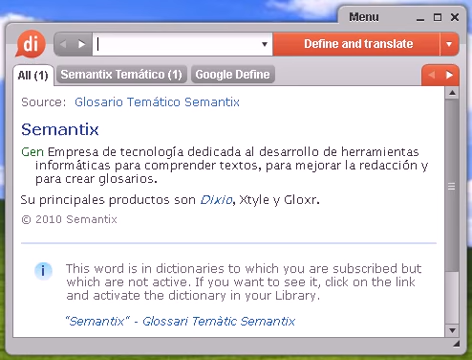 Menu
di
Define and translate
All (1)
Semantix Temático (1)
Google Define
Source: Glosario Temático Semantix
Semantix
Gen Empresa de tecnología dedicada al desarrollo de herramientas
informáticas para comprender textos, para mejorar la redacción y
para crear glosarios.
Su principales producton son Dixio, Xtyle y Gloxr.
© 2010 Semantix
i
This word is in dictionaries to which you are subscribed but
which are not active. If you want to see it, click on the link
and activate the dictionary in your Library.
"Semantix" - Glossari Temàtic Semantix